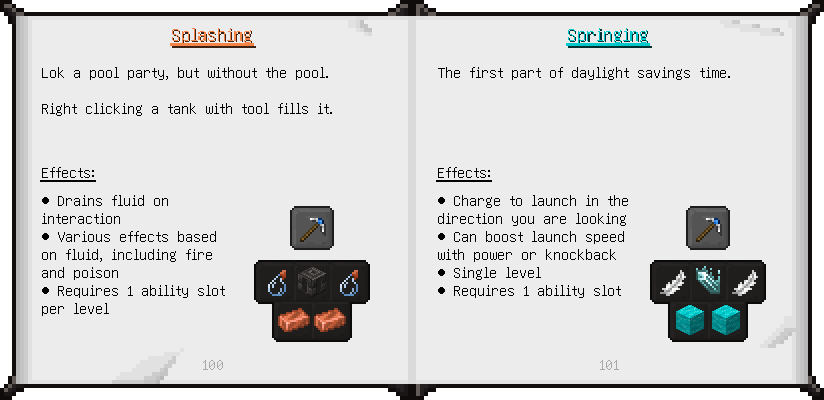 Splashing
Lok a pool party, but without the pool.
Right clicking a tank with tool fills it.
Effects:
• Drains fluid on
interaction
• Various effects based
on fluid, including fire
and poison
• Requires 1 ability slot
per level
100
Springing
The first part of daylight savings time.
Effects:
• Charge to launch in the
direction you are looking
• Can boost launch speed
with power or knockback
• Single level
• Requires 1 ability slot
101